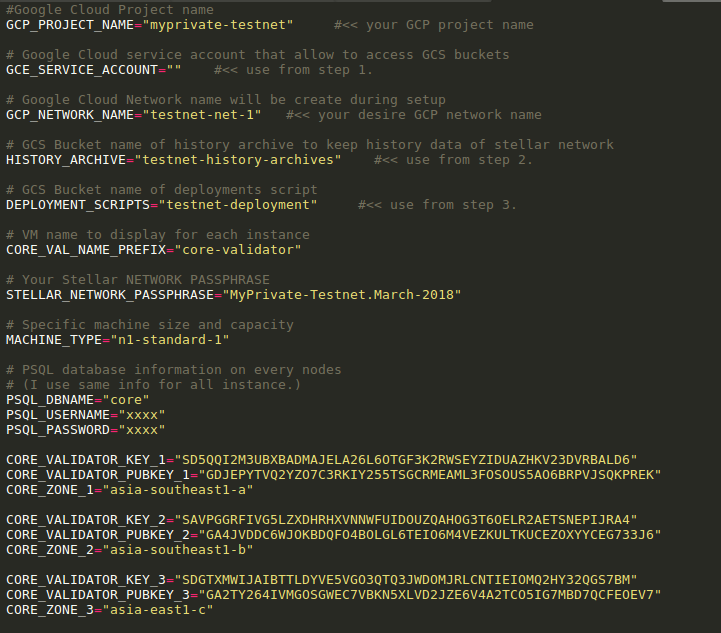 #Google Cloud Project name
GCP_PROJECT_NAME="myprivate-testnet" #<< your GCP project name
# Google Cloud service account that allow to access GCS buckets
GCE_SERVICE_ACCOUNT="" #<< use from step 1.
# Google Cloud Network name will be create during setup
GCP_NETWORK_NAME="testnet-net-1" #<< your desire GCP network name
# GCS Bucket name of history archive to keep history data of stellar network
HISTORY_ARCHIVE="testnet-history-archives" #<< use from step 2.
# GCS Bucket name of deployments script
DEPLOYMENT_SCRIPTS="testnet-deployment" #<< use from step 3.
# VM name to display for each instance
CORE_VAL_NAME_PREFIX="core-validator"
# Your Stellar NETWORK PASSPHRASE
STELLAR_NETWORK_PASSPHRASE="MyPrivate-Testnet.March-2018"
# Specific machine size and capacity
MACHINE_TYPE="n1-standard-1"
# PSQL database information on every nodes
# (I use same info for all instance.)
PSQL_DBNAME="core"
PSQL_USERNAME="xxxx"
PSQL_PASSWORD="xxxx"
CORE_VALIDATOR_KEY_1="SD5QQI2M3UBXBADMAJELA26L6OTGF3K2RWSEYZIDUAZHKV23DVRBALD6"
CORE_VALIDATOR_PUBKEY_1="GDJEPYTVQ2YZO7C3RKIY255TSGCRMEAML3FOSOUS5AO6BRPVJSQKPREK"
CORE_ZONE_1="asia-southeast1-a"
CORE_VALIDATOR_KEY_2="SAVPGGRFIVG5LZXDHRHXVNNWFUIDOUZQAHOG3T6OELR2AETSNEPIJRA4"
CORE_VALIDATOR_PUBKEY_2="GA4JVDDC6WJOKBDQFO4BOLGL6TEIO6M4VEZKULTKUCEZOXYYCEG733J6"
CORE_ZONE_2="asia-southeast1-b"
CORE_VALIDATOR_KEY_3="SDGTXMWIJAIBTTLDYVE5VGO3QTQ3JWDOMJRLCNTIEIOMQ2HY32QGS7BM"
CORE_VALIDATOR_PUBKEY_3="GA2TY264IVMGOSGWEC7VBKN5XLVD2JZE6V4A2TCO5IG7MBD7QCFEOEV7"
CORE_ZONE_3="asia-east1-c"